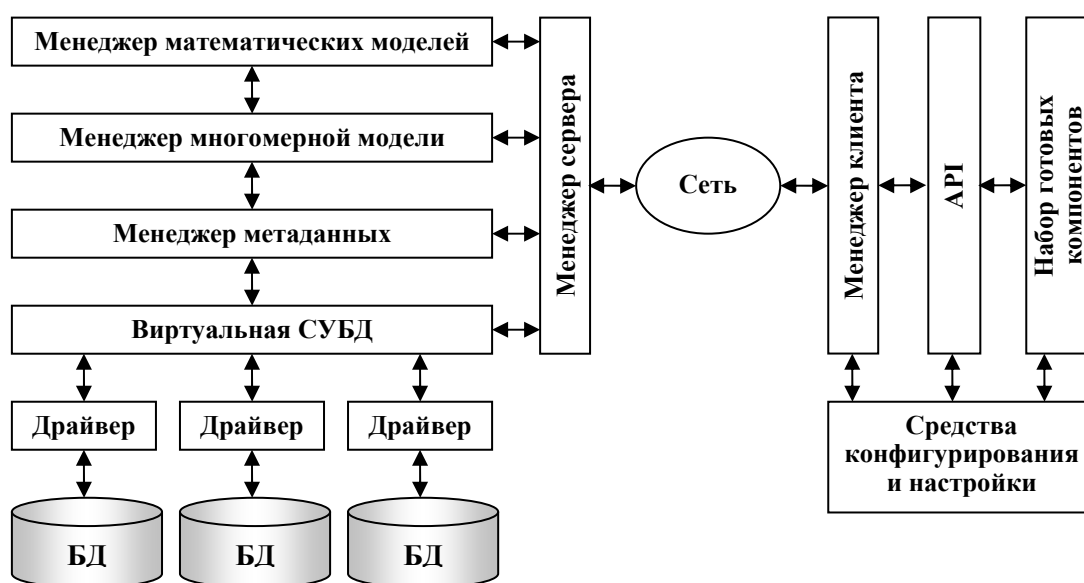 Менеджер математических моделей
Менеджер многомерной модели
Менеджер метаданных
Виртуальная СУБД
Драйвер
Драйвер
Драйвер
БД
БД
БД
Менеджер сервера
Сеть
Менеджер клиента
API
Набор готовых
компонентов
Средства
конфигурирования
и настройки